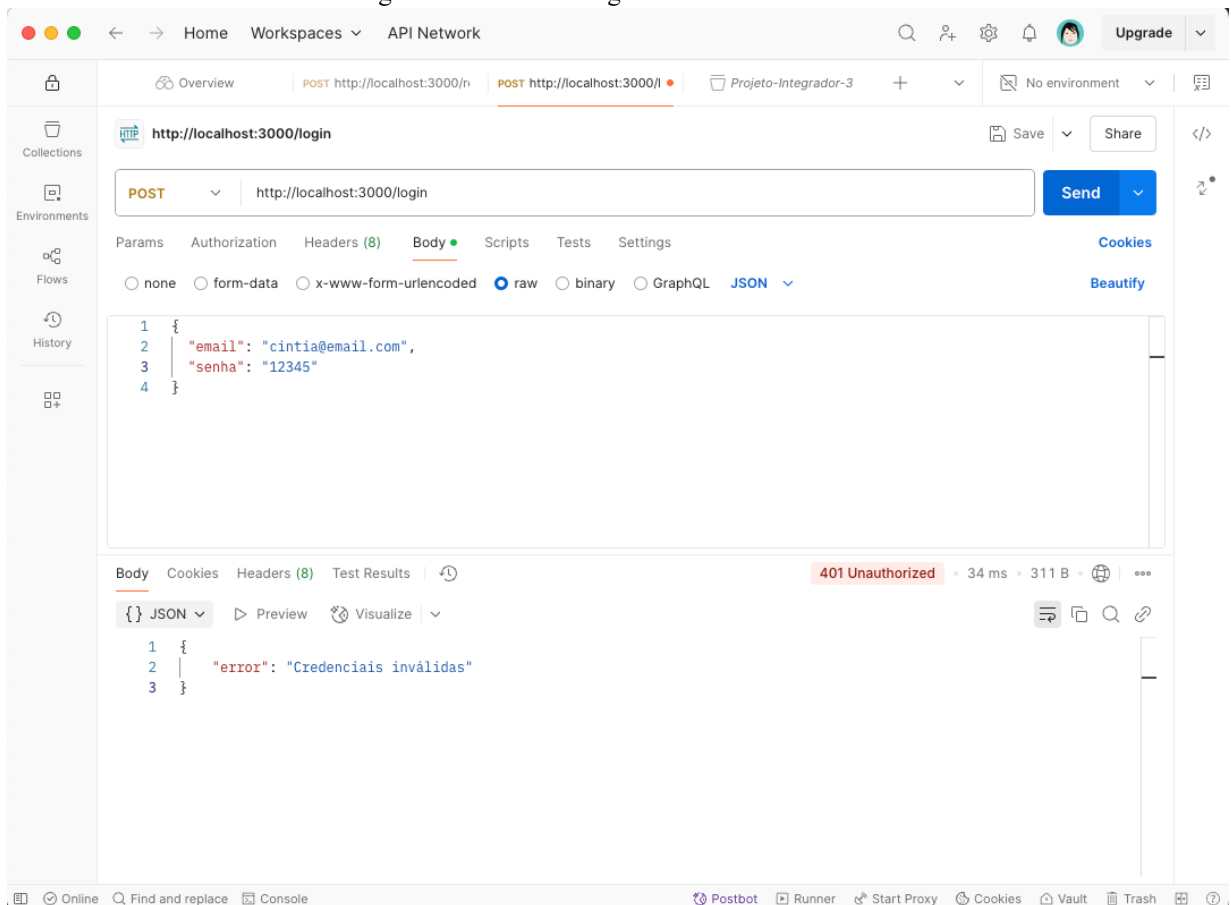 Home Workspaces API Network Upgrade
Overview POST http://localhost:3000/r POST http://localhost:3000/l Projeto-Integrador-3 No environment
http://localhost:3000/login Save Share
Collections
POST http://localhost:3000/login Send
Environments
Params Authorization Headers (8) Body Scripts Tests Settings Cookies
none form-data x-www-form-urlencoded raw binary GraphQL JSON Beautify
Flows
History
1 {
2 "email": "cintia@email.com",
3 "senha": "12345"
4 }
Body Cookies Headers (8) Test Results 401 Unauthorized 34 ms 311 B
{} JSON Preview Visualize
1 {
2 "error": "Credenciais inválidas"
3 }
Online Find and replace Console Postbot Runner Start Proxy Cookies Vault Trash